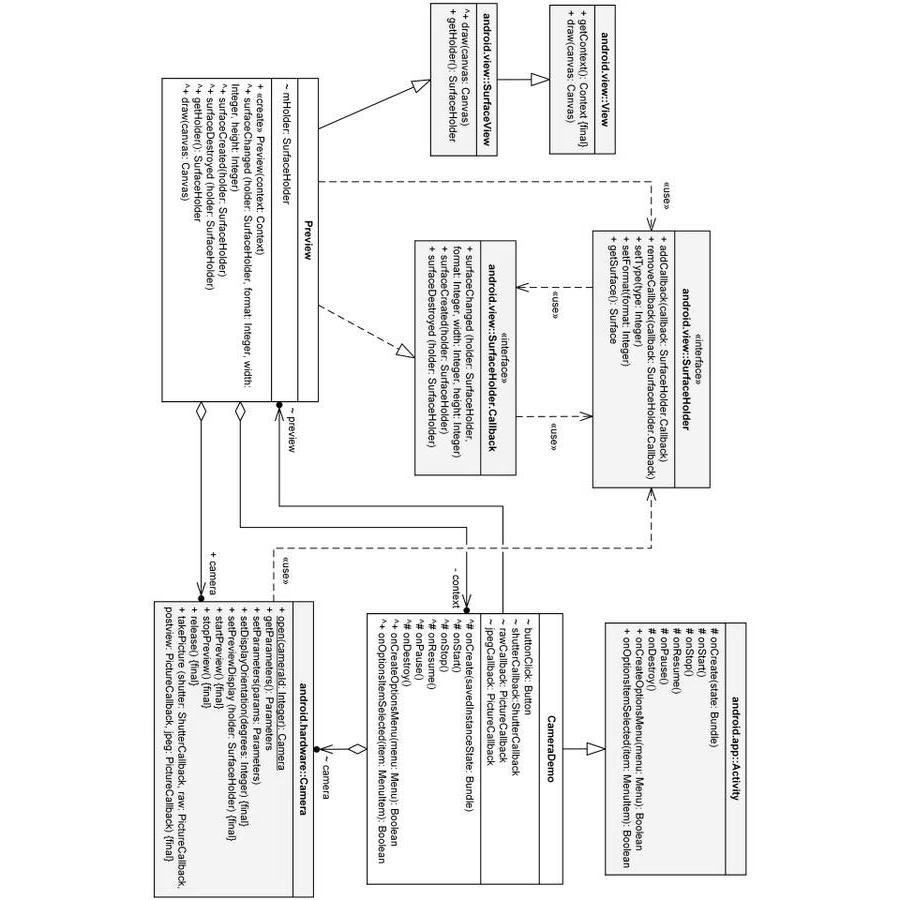 android.view::View
+ getContext(): Context {final}
+ draw(canvas: Canvas)
android.view::SurfaceView
^+ draw(canvas: Canvas)
^+ getHolder(): SurfaceHolder
«use»
«interface»
android.view::SurfaceHolder
+ addCallback(callback: SurfaceHolder.Callback)
+ removeCallback(callback: SurfaceHolder.Callback)
+ setType(type: Integer)
+ setFormat(format: Integer)
+ getSurface(): Surface
«use»
«use»
«interface»
android.view::SurfaceHolder.Callback
+ surfaceChanged (holder: SurfaceHolder,
format: Integer, width: Integer, height: Integer)
+ surfaceCreated(holder: SurfaceHolder)
+ surfaceDestroyed (holder: SurfaceHolder)
Preview
~ mHolder: SurfaceHolder
+ «create» Preview(context: Context)
^+ surfaceChanged (holder: SurfaceHolder, format: Integer, width:
Integer, height: Integer)
^+ surfaceCreated(holder: SurfaceHolder)
^+ surfaceDestroyed (holder: SurfaceHolder)
^+ getHolder(): SurfaceHolder
^+ draw(canvas: Canvas)
~ preview
- context
+ camera
«use»
android.app::Activity
# onCreate(state: Bundle)
# onStart()
# onStop()
# onResume()
# onPause()
# onDestroy()
+ onCreateOptionsMenu(menu: Menu): Boolean
+ onOptionsItemSelected(item: MenuItem): Boolean
CameraDemo
~ buttonClick: Button
~ shutterCallback:ShutterCallback
~ rawCallback: PictureCallback
~ jpegCallback: PictureCallback
^# onCreate(savedInstanceState: Bundle)
^# onStart()
^# onStop()
^# onResume()
^# onPause()
^# onDestroy()
^+ onCreateOptionsMenu(menu: Menu): Boolean
^+ onOptionsItemSelected(item: MenuItem): Boolean
~ camera
android.hardware::Camera
+ open(cameraId: Integer): Camera
+ getParameters(): Parameters
+ setParameters(params: Parameters)
+ setDisplayOrientation(degrees: Integer) {final}
+ setPreviewDisplay (holder: SurfaceHolder) {final}
+ startPreview() {final}
+ stopPreview() {final}
+ release() {final}
+ takePicture (shutter: ShutterCallback, raw: PictureCallback,
postview: PictureCallback, jpeg: PictureCallback) {final}